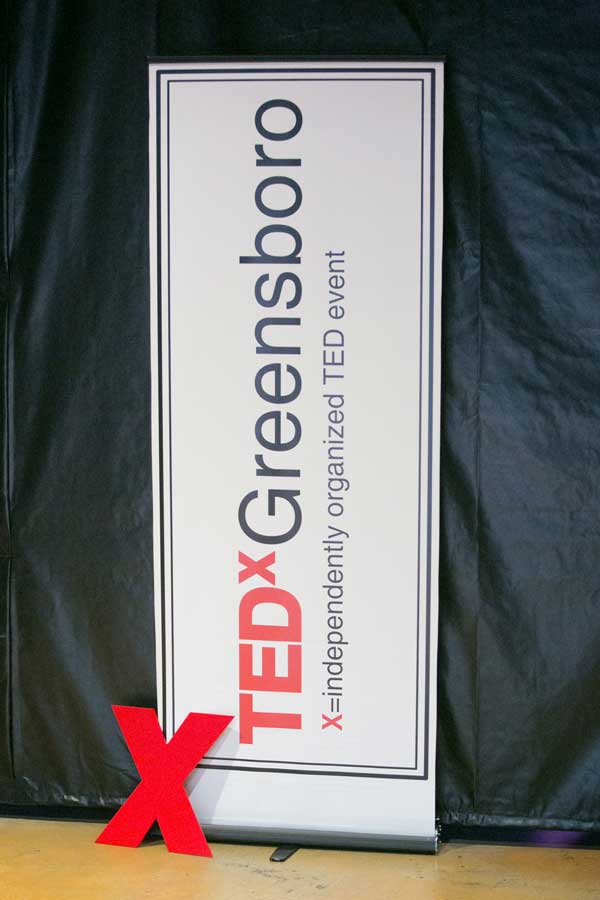 TEDxGreensboro
x=independently organized TED event
X